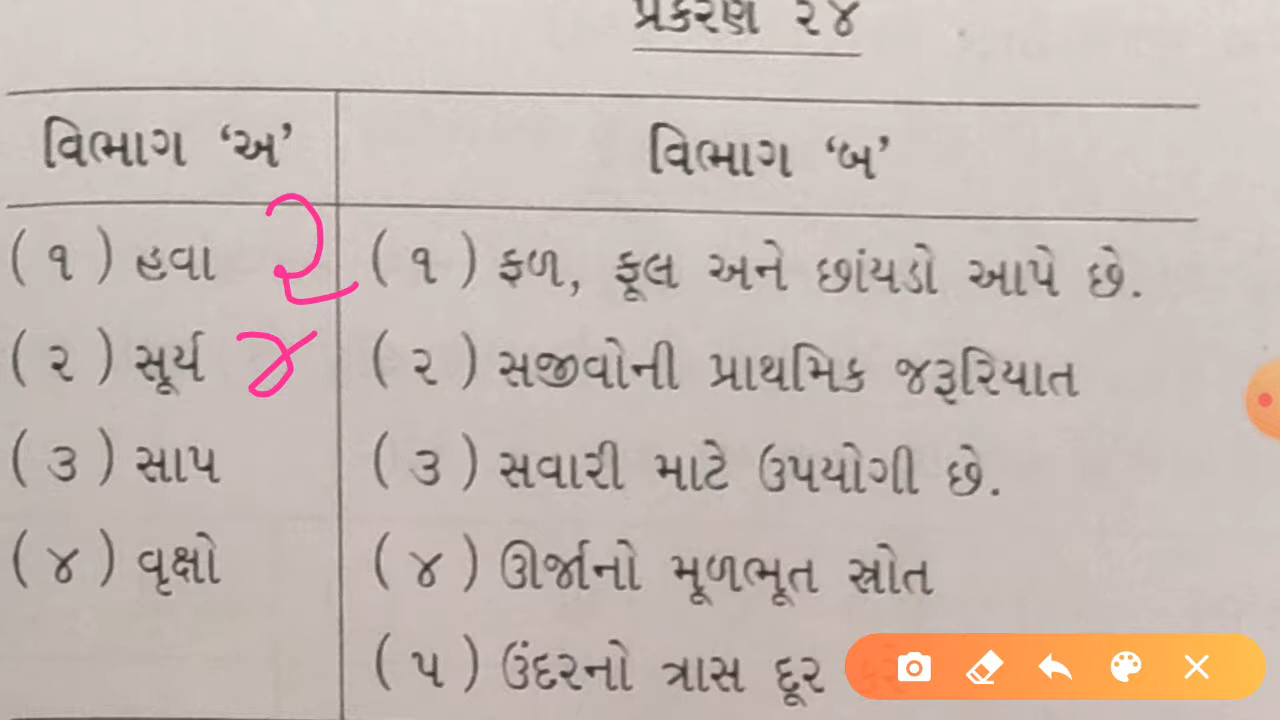 પ્રકરણ ૨૪
વિભાગ ‘અ’ વિભાગ ‘બ’
(૧) હવા ૨ (૧) ફળ, ફૂલ અને છાંયડો આપે છે.
(૨) સૂર્ય ૪ (૨) સજીવોની પ્રાથમિક જરૂરિયાત
(૩) સાપ (૩) સવારી માટે ઉપયોગી છે.
(૪) વૃક્ષો (૪) ઊર્જાનો મૂળભૂત સ્રોત
(૫) ઉંદરનો ત્રાસ દૂર